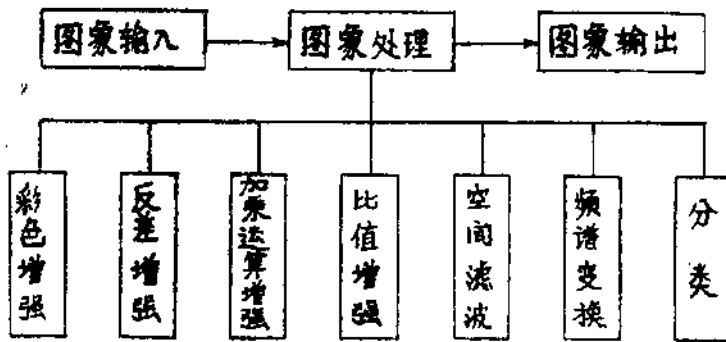 图象输入
图象处理
图象输出
彩色增强
反差增强
加乘运算增强
比值增强
空间滤波
频谱变换
分类